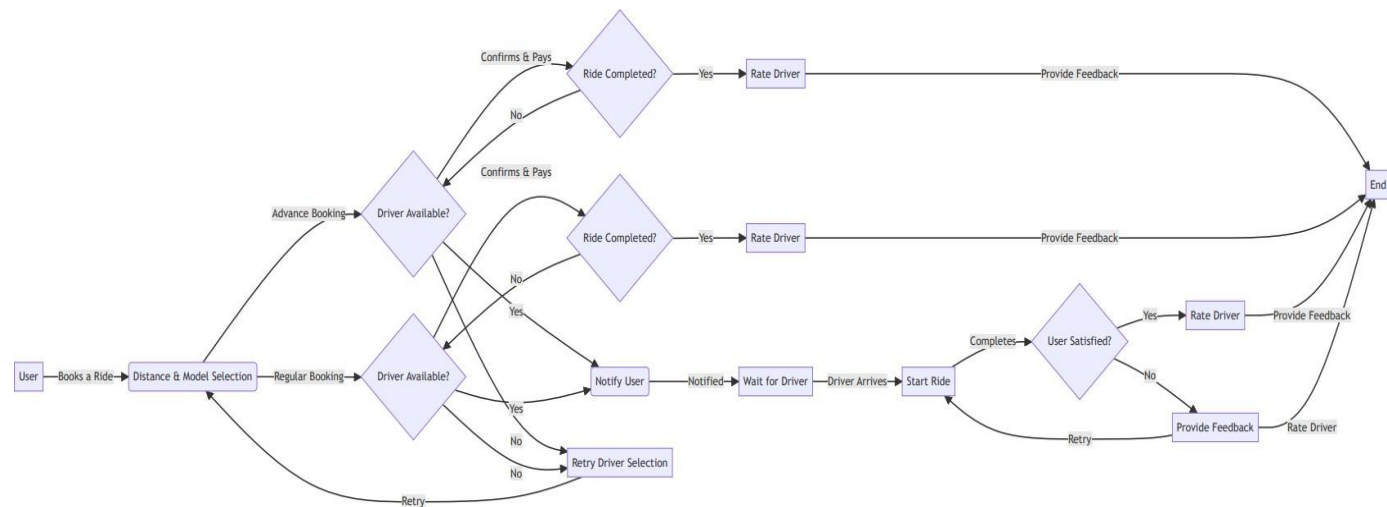 Confirms & Pays
Ride Completed?
Yes
Rate Driver
Provide Feedback
No
Confirms & Pays
End
Advance Booking
Driver Available?
Ride Completed?
Yes
Rate Driver
Provide Feedback
No
Yes
Completes
User Satisfied?
Yes
Rate Driver
Provide Feedback
User
Books a Ride
Distance & Model Selection
Regular Booking
Driver Available?
Notify User
Notified
Wait for Driver
Driver Arrives
Start Ride
No
Yes
Retry
Provide Feedback
Rate Driver
No
No
Retry Driver Selection
Retry